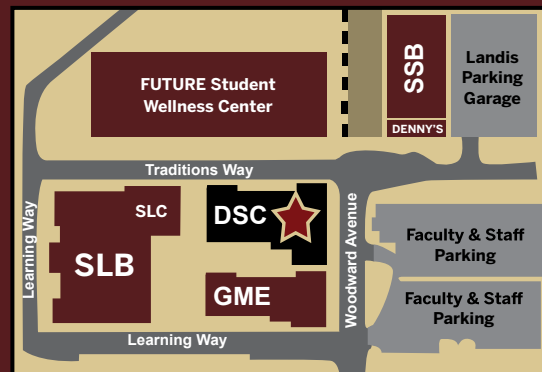 FUTURE Student
Wellness Center
SSB
DENNY'S
Landis
Parking
Garage
Traditions Way
Learning Way
SLC
SLB
DSC
GME
Woodward Avenue
Faculty & Staff
Parking
Faculty & Staff
Parking
Learning Way